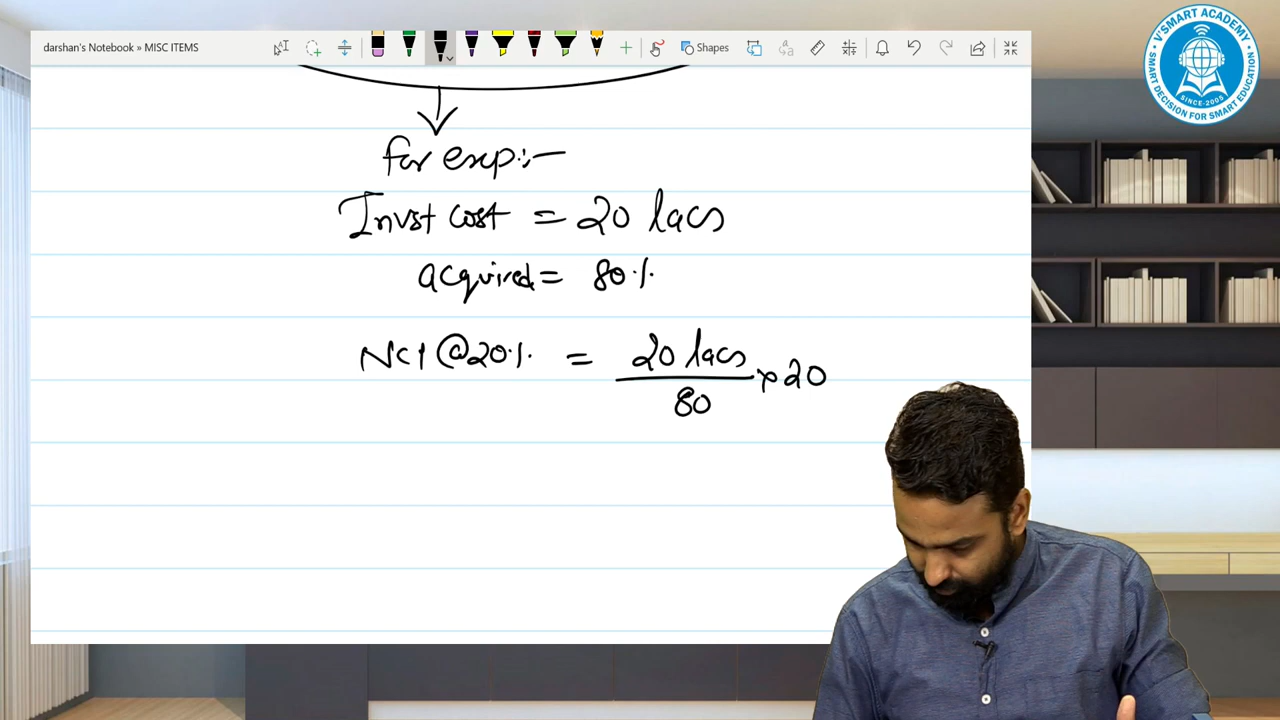 darshan's Notebook » MISC ITEMS
Shapes
V'SMART ACADEMY
SINCE-2005
SMART DECISION FOR SMART EDUCATION
For exp:-
Invst cost = 20 lacs
acquired = 80%
NCI @20% = 20 lacs / 80 × 20